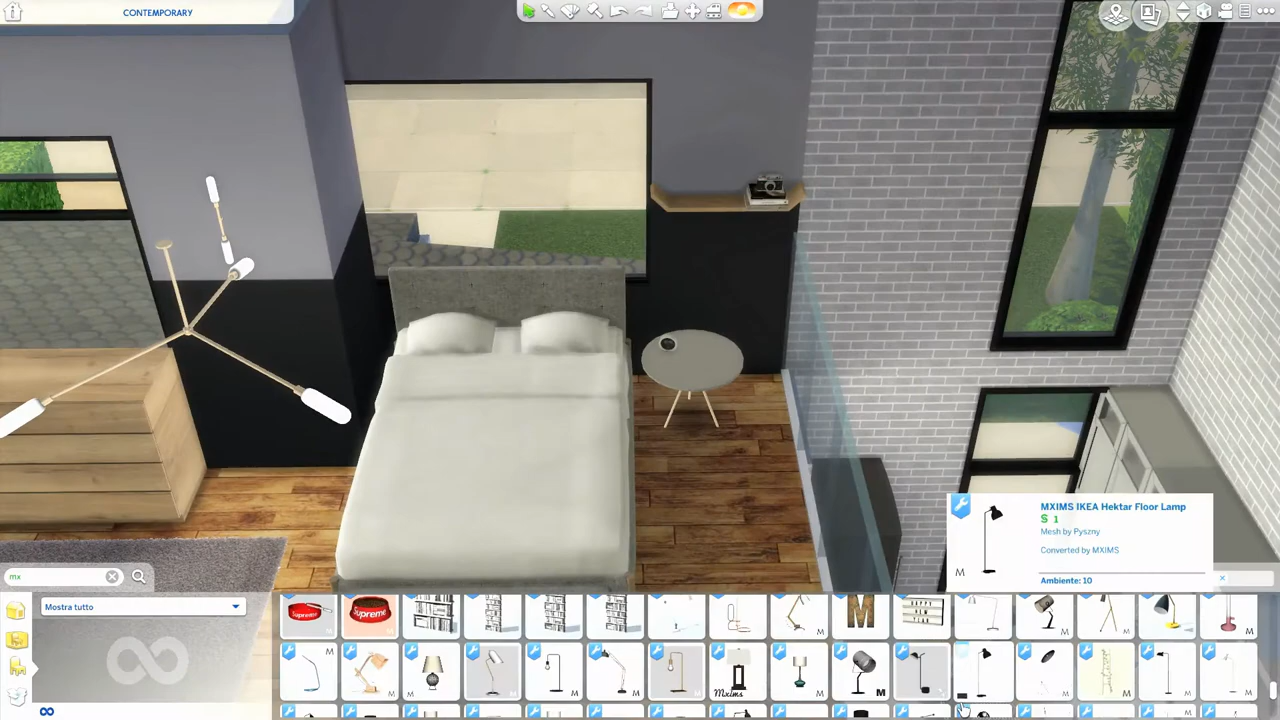 CONTEMPORARY
MXIMS IKEA Hektar Floor Lamp
$ 1
Mesh by Pyszny
Converted by MXIMS
M
Ambiente: 10
mx
Mostra tutto
Supreme
Supreme
M
Mxims